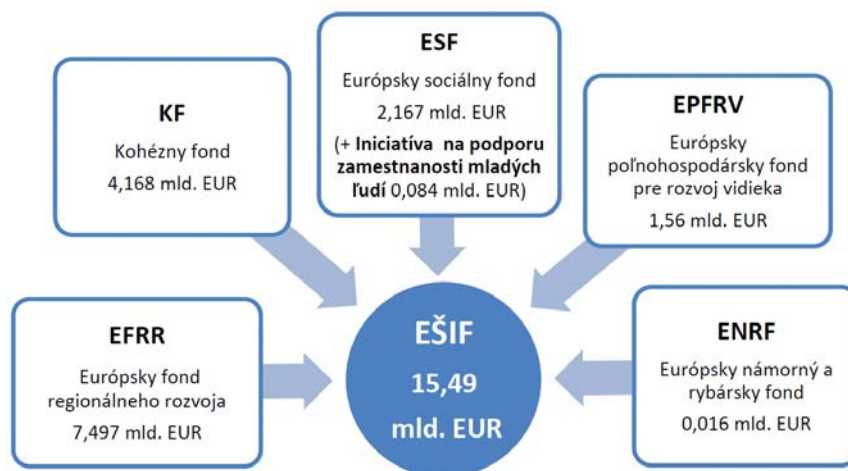 ESF
Európsky sociálny fond
2,167 mld. EUR
(+ Iniciatíva na podporu
zamestnanosti mladých
ľudí 0,084 mld. EUR)
KF
Kohézny fond
4,168 mld. EUR
EPFRV
Európsky
poľnohospodársky fond
pre rozvoj vidieka
1,56 mld. EUR
EFRR
Európsky fond
regionálneho rozvoja
7,497 mld. EUR
EŠIF
15,49
mld. EUR
ENRF
Európsky námorný a
rybársky fond
0,016 mld. EUR